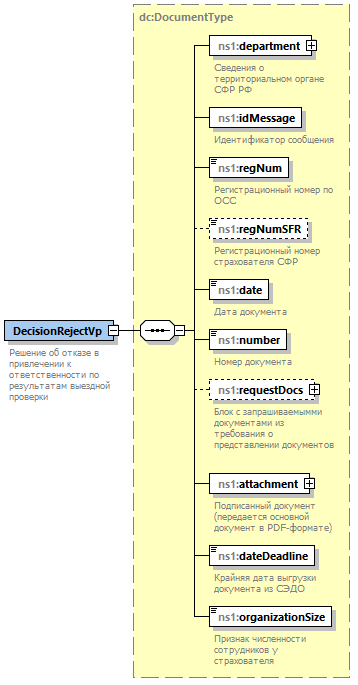 dc:DocumentType
ns1:department
Сведения о
территориальном органе
СФР РФ
ns1:idMessage
Идентификатор сообщения
ns1:regNum
Регистрационный номер по
ОСС
ns1:regNumSFR
Регистрационный номер
страхователя СФР
ns1:date
Дата документа
DecisionRejectVp
Решение об отказе в
привлечении к
ответственности по
результатам выездной
проверки
ns1:number
Номер документа
ns1:requestDocs
Блок с запрашиваемымми
документами из
требования о
представлении документов
ns1:attachment
Подписанный документ
(передается основной
документ в PDF-формате)
ns1:dateDeadline
Крайняя дата выгрузки
документа из СЭДО
ns1:organizationSize
Признак численности
сотрудников у
страхователя